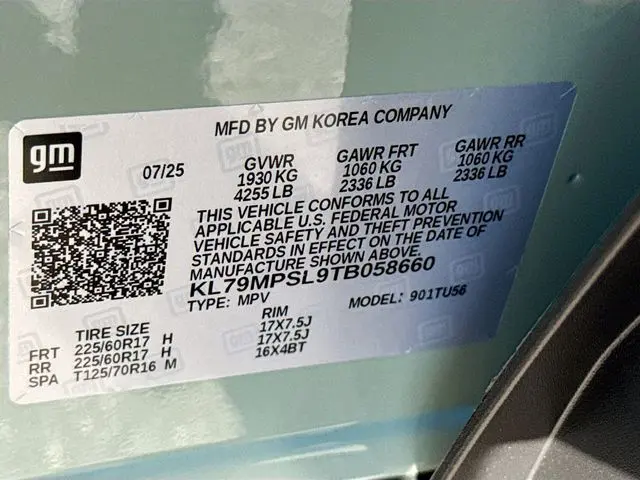 MFD BY GM KOREA COMPANY
gm
07/25
GVWR
1930 KG
4255 LB
GAWR FRT
1060 KG
2336 LB
GAWR RR
1060 KG
2336 LB
THIS VEHICLE CONFORMS TO ALL
APPLICABLE U.S. FEDERAL MOTOR
VEHICLE SAFETY AND THEFT PREVENTION
STANDARDS IN EFFECT ON THE DATE OF
MANUFACTURE SHOWN ABOVE.
KL79MPSL9TB058660
TYPE: MPV MODEL: 901TU56
TIRE SIZE RIM
FRT 225/60R17 H 17X7.5J
RR 225/60R17 H 17X7.5J
SPA T125/70R16 M 16X4BT